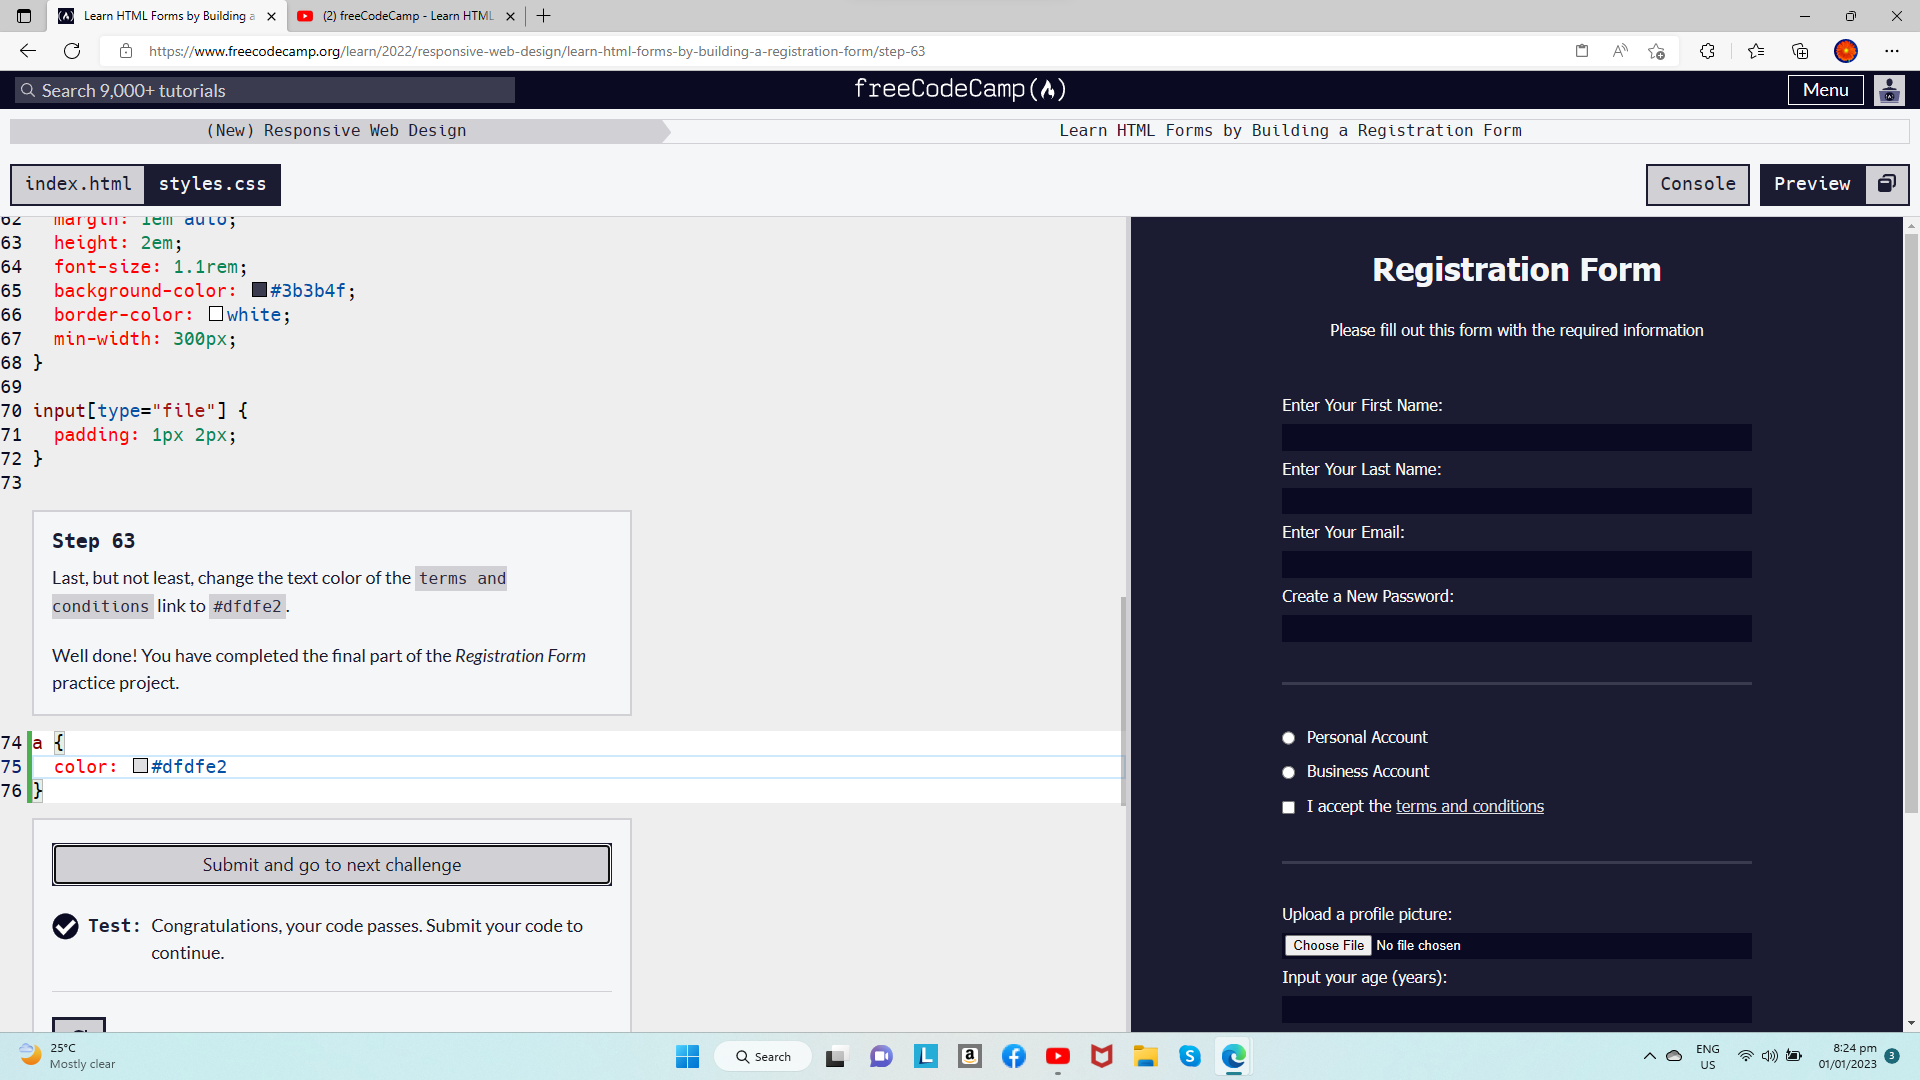 Learn HTML Forms by Building a
(2) freeCodeCamp - Learn HTML
https://www.freecodecamp.org/learn/2022/responsive-web-design/learn-html-forms-by-building-a-registration-form/step-63
Search 9,000+ tutorials
freeCodeCamp
Menu
(New) Responsive Web Design
Learn HTML Forms by Building a Registration Form
index.html
styles.css
Console
Preview
62 margin: 1em auto;
63 height: 2em;
64 font-size: 1.1rem;
65 background-color: #3b3b4f;
66 border-color: white;
67 min-width: 300px;
68 }
69
70 input[type="file"] {
71 padding: 1px 2px;
72 }
73
Step 63
Last, but not least, change the text color of the terms and
conditions link to #dfdfe2.
Well done! You have completed the final part of the Registration Form
practice project.
74 a {
75 color: #dfdfe2
76 }
Submit and go to next challenge
Test: Congratulations, your code passes. Submit your code to
continue.
Registration Form
Please fill out this form with the required information
Enter Your First Name:
Enter Your Last Name:
Enter Your Email:
Create a New Password:
Personal Account
Business Account
I accept the terms and conditions
Upload a profile picture:
Choose File No file chosen
Input your age (years):
25°C
Mostly clear
Search
L
a
S
ENG
US
8:24 pm
01/01/2023
3